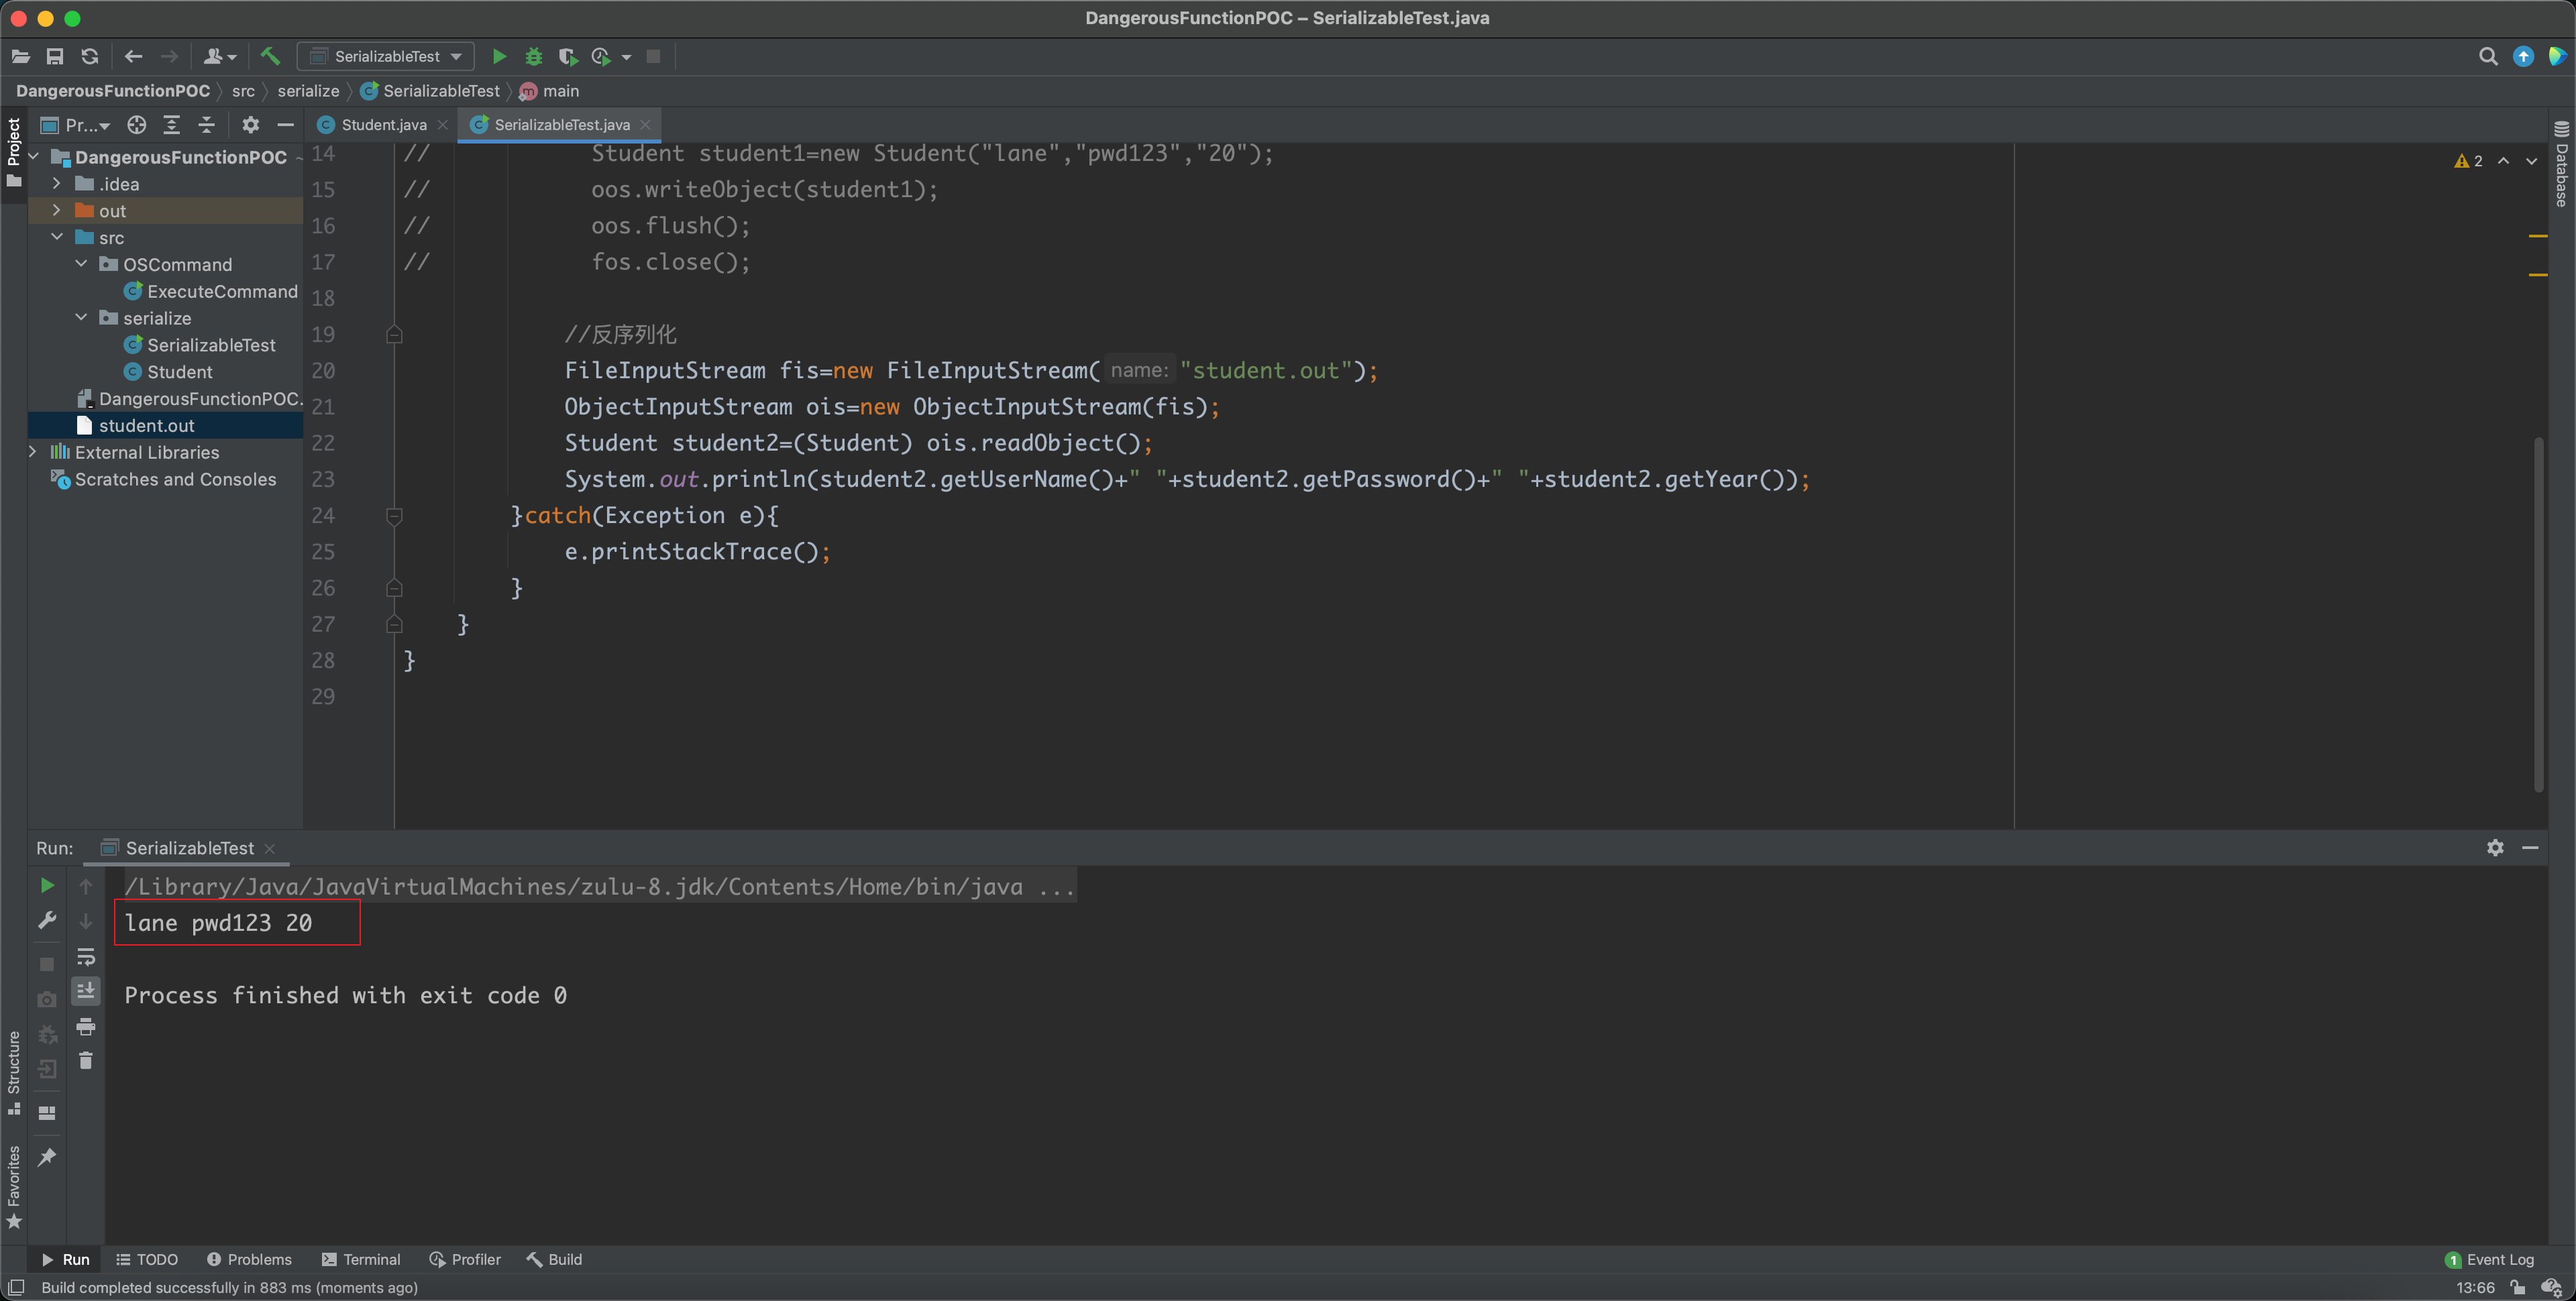 DangerousFunctionPOC – SerializableTest.java
SerializableTest
DangerousFunctionPOC src serialize SerializableTest main
Project
Pr...
Student.java
SerializableTest.java
DangerousFunctionPOC ~
.idea
out
src
OSCommand
ExecuteCommand
serialize
SerializableTest
Student
DangerousFunctionPOC.
student.out
External Libraries
Scratches and Consoles
14 // Student student1=new Student("lane","pwd123","20");
15 // oos.writeObject(student1);
16 // oos.flush();
17 // fos.close();
18
19 //反序列化
20 FileInputStream fis=new FileInputStream( name: "student.out");
21 ObjectInputStream ois=new ObjectInputStream(fis);
22 Student student2=(Student) ois.readObject();
23 System.out.println(student2.getUserName()+" "+student2.getPassword()+" "+student2.getYear());
24 }catch(Exception e){
25 e.printStackTrace();
26 }
27 }
28 }
29
2
Database
Run: SerializableTest
/Library/Java/JavaVirtualMachines/zulu-8.jdk/Contents/Home/bin/java ...
lane pwd123 20
Process finished with exit code 0
Structure
Favorites
Run TODO Problems Terminal Profiler Build
1 Event Log
Build completed successfully in 883 ms (moments ago)
13:66